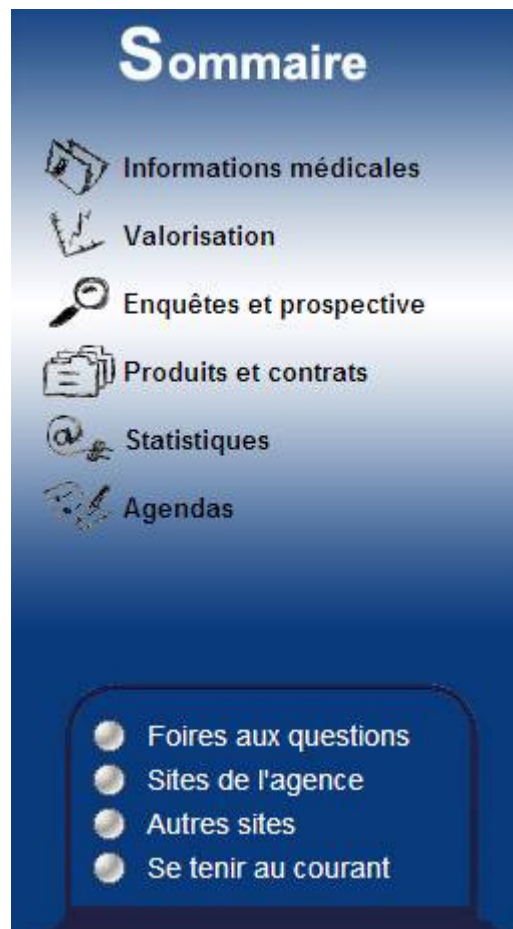 Sommaire
Informations médicales
Valorisation
Enquêtes et prospective
Produits et contrats
Statistiques
Agendas
Foires aux questions
Sites de l'agence
Autres sites
Se tenir au courant